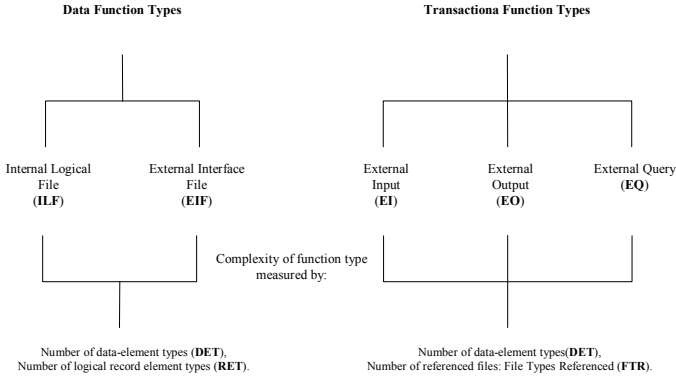 Data Function Types
Transactiona Function Types
Internal Logical
File
(ILF)
External Interface
File
(EIF)
External
Input
(EI)
External
Output
(EO)
External Query
(EQ)
Complexity of function type
measured by:
Number of data-element types (DET),
Number of logical record element types (RET).
Number of data-element types(DET),
Number of referenced files: File Types Referenced (FTR).